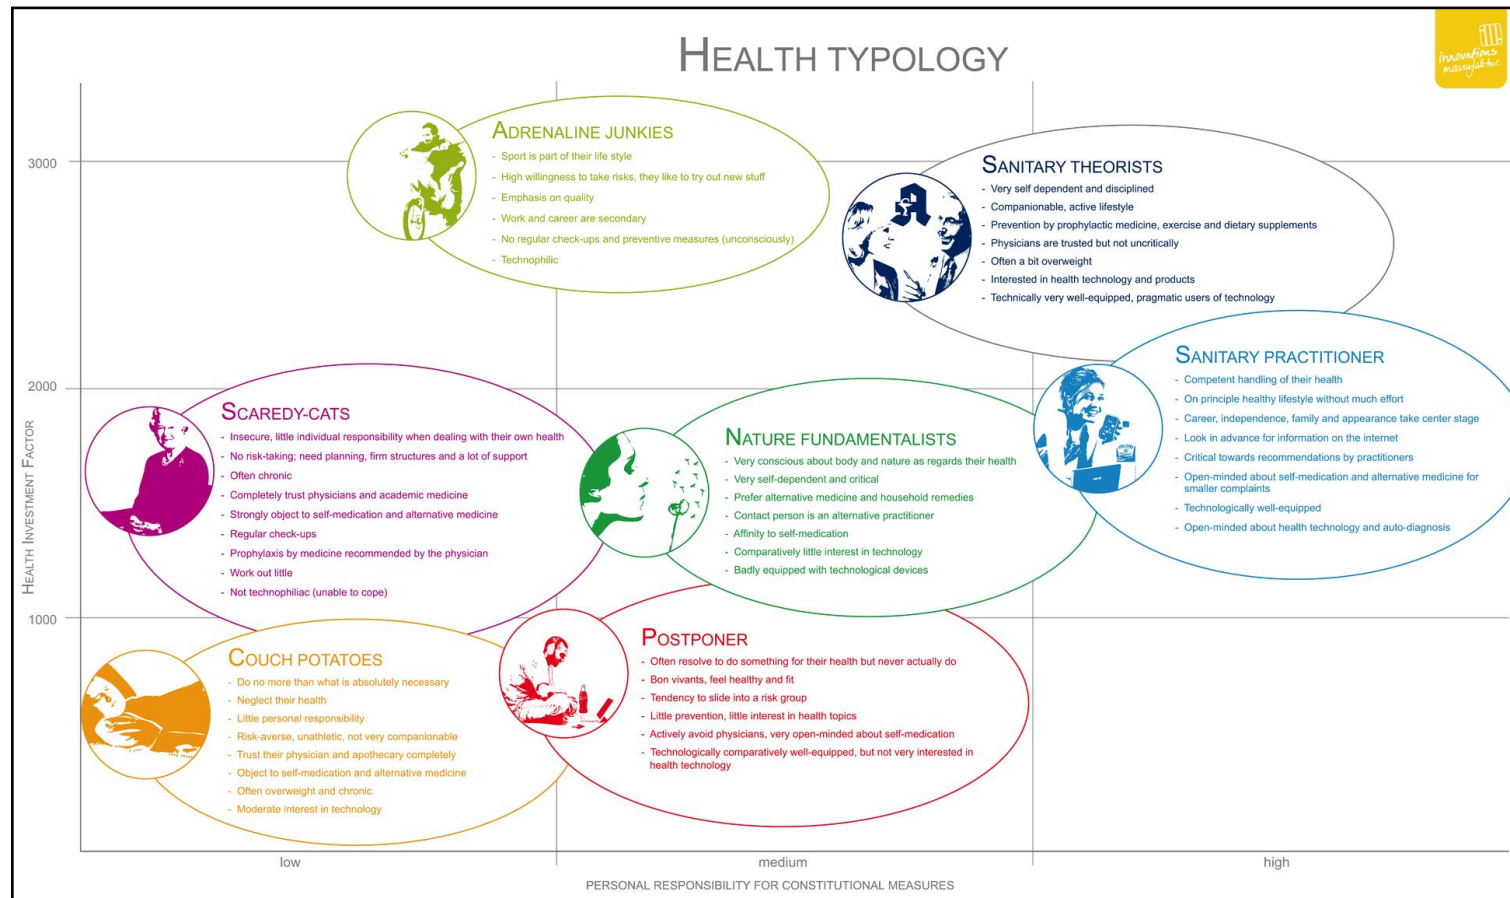 HEALTH TYPOLOGY
innovations
manufaktur.
3000
2000
1000
HEALTH INVESTMENT FACTOR
ADRENALINE JUNKIES
- Sport is part of their life style
- High willingness to take risks, they like to try out new stuff
- Emphasis on quality
- Work and career are secondary
- No regular check-ups and preventive measures (unconsciously)
- Technophilic
SANITARY THEORISTS
- Very self dependent and disciplined
- Companionable, active lifestyle
- Prevention by prophylactic medicine, exercise and dietary supplements
- Physicians are trusted but not uncritically
- Often a bit overweight
- Interested in health technology and products
- Technically very well-equipped, pragmatic users of technology
SANITARY PRACTITIONER
- Competent handling of their health
- On principle healthy lifestyle without much effort
- Career, independence, family and appearance take center stage
- Look in advance for information on the internet
- Critical towards recommendations by practitioners
- Open-minded about self-medication and alternative medicine for
smaller complaints
- Technologically well-equipped
- Open-minded about health technology and auto-diagnosis
SCAREDY-CATS
- Insecure, little individual responsibility when dealing with their own health
- No risk-taking; need planning, firm structures and a lot of support
- Often chronic
- Completely trust physicians and academic medicine
- Strongly object to self-medication and alternative medicine
- Regular check-ups
- Prophylaxis by medicine recommended by the physician
- Work out little
- Not technophiliac (unable to cope)
NATURE FUNDAMENTALISTS
- Very conscious about body and nature as regards their health
- Very self-dependent and critical
- Prefer alternative medicine and household remedies
- Contact person is an alternative practitioner
- Affinity to self-medication
- Comparatively little interest in technology
- Badly equipped with technological devices
COUCH POTATOES
- Do no more than what is absolutely necessary
- Neglect their health
- Little personal responsibility
- Risk-averse, unathletic, not very companionable
- Trust their physician and apothecary completely
- Object to self-medication and alternative medicine
- Often overweight and chronic
- Moderate interest in technology
POSTPONER
- Often resolve to do something for their health but never actually do
- Bon vivants, feel healthy and fit
- Tendency to slide into a risk group
- Little prevention, little interest in health topics
- Actively avoid physicians, very open-minded about self-medication
- Technologically comparatively well-equipped, but not very interested in
health technology
low
medium
high
PERSONAL RESPONSIBILITY FOR CONSTITUTIONAL MEASURES